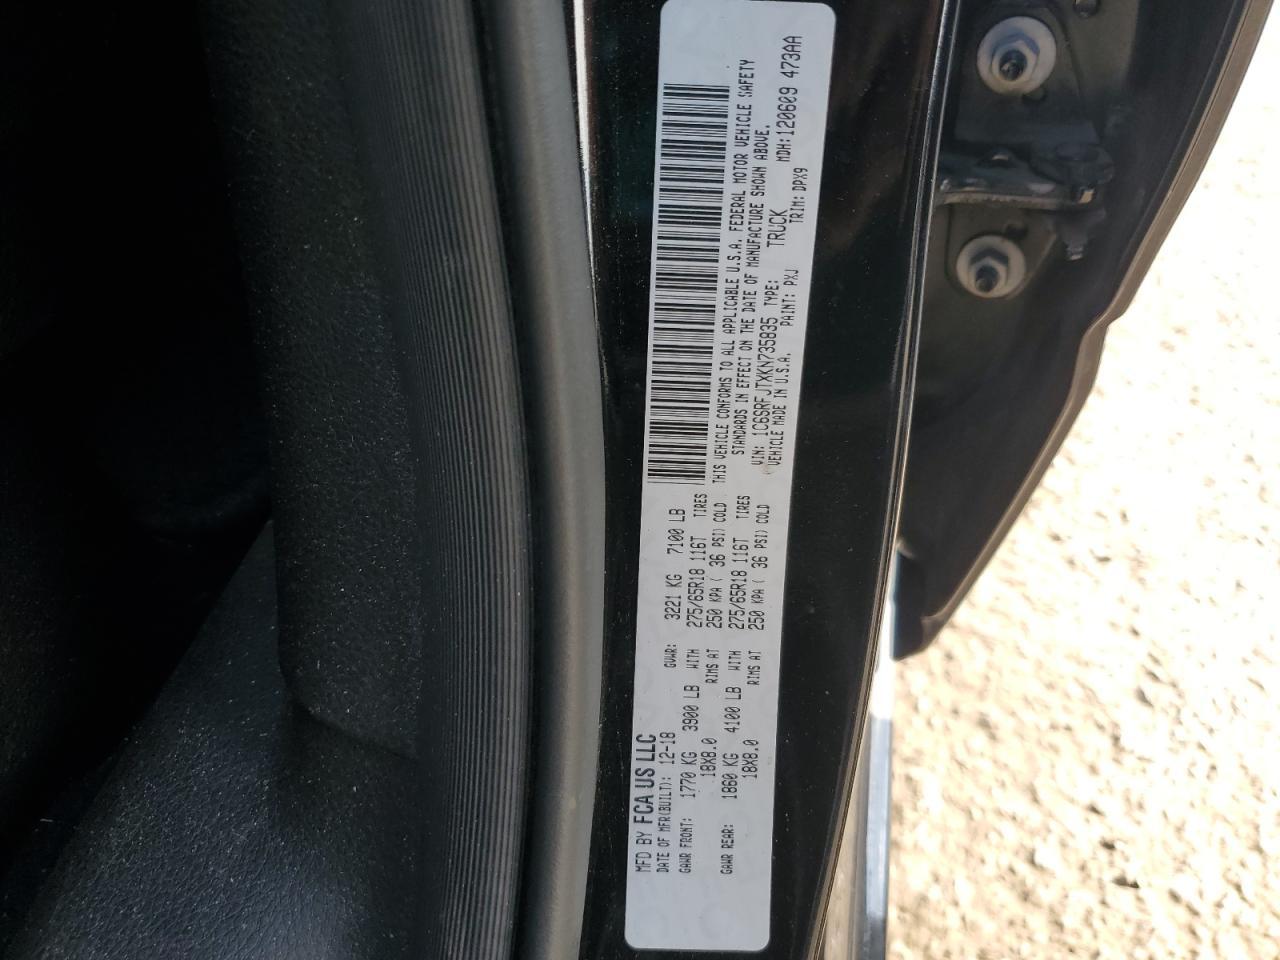 MFD BY FCA US LLC
DATE OF MFR(BUILT): 12-18 GVWR: 3221 KG 7100 LB
GAWR FRONT: 1770 KG 3900 LB WITH 275/65R18 116T TIRES
18X8.0 RIMS AT 250 KPA ( 36 PSI) COLD
GAWR REAR: 1860 KG 4100 LB WITH 275/65R18 116T TIRES
18X8.0 RIMS AT 250 KPA ( 36 PSI) COLD
THIS VEHICLE CONFORMS TO ALL APPLICABLE U.S.A. FEDERAL MOTOR VEHICLE SAFETY
STANDARDS IN EFFECT ON THE DATE OF MANUFACTURE SHOWN ABOVE.
VIN: 1C6SRFJTXKN735835 TYPE: TRUCK MDH:120609 473AA
VEHICLE MADE IN U.S.A. PAINT: PXJ TRIM: DPX9